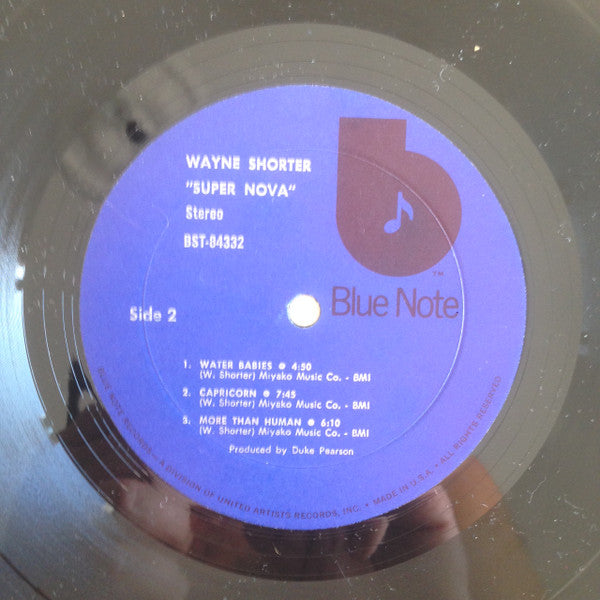 WAYNE SHORTER
"SUPER NOVA"
Stereo
BST-84332
b
™
Blue Note
Side 2
1. WATER BABIES ● 4:50
(W. Shorter) Miyako Music Co. - BMI
2. CAPRICORN ● 7:45
(W. Shorter) Miyako Music Co. - BMI
3. MORE THAN HUMAN ● 6:10
(W. Shorter) Miyako Music Co. - BMI
Produced by Duke Pearson
BLUE NOTE RECORDS — A DIVISION OF UNITED ARTISTS RECORDS, INC. • MADE IN U.S.A. • ALL RIGHTS RESERVED